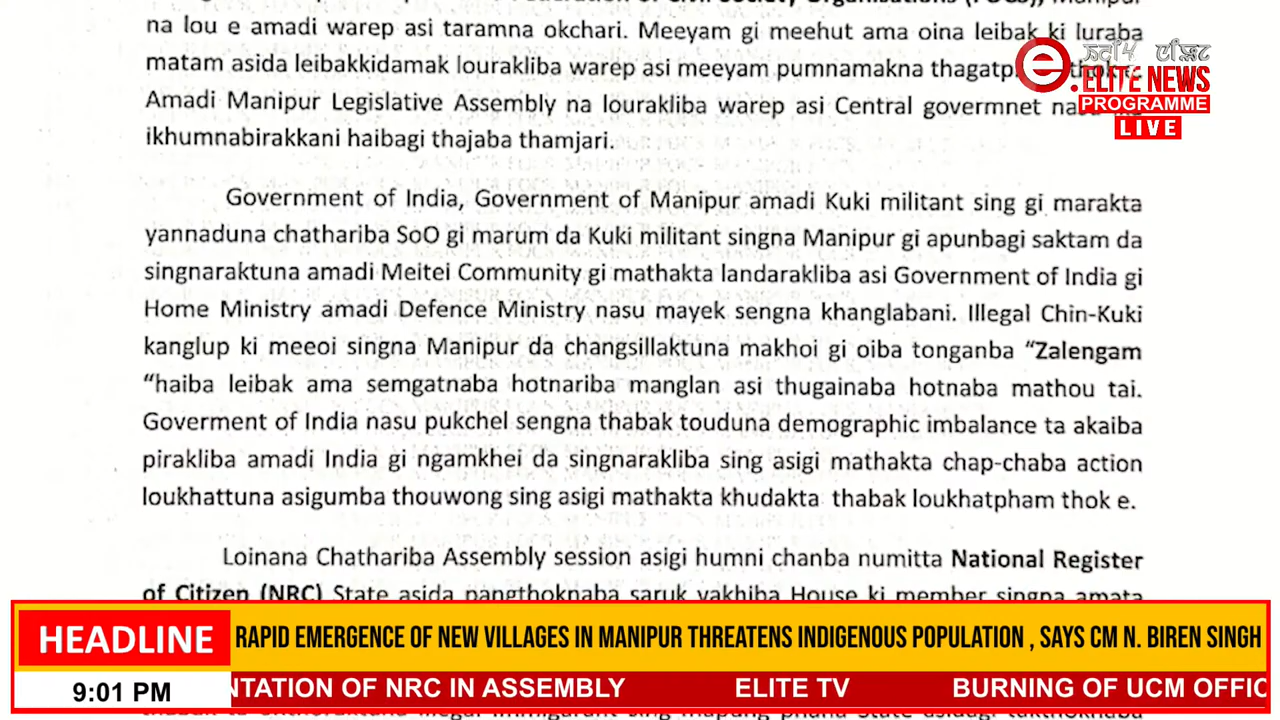 na lou e amadi warep asi taramna okchari. Meeyam gi meehut ama oina leibak ki luraba
matam asida leibakkidamak lourakliba warep asi meeyam pumnamakna
Amadi Manipur Legislative Assembly na lourakliba warep asi Central govermnet
ikhumnabirakkani haibagi thajaba thamjari.
Government of India, Government of Manipur amadi Kuki militant sing gi marakta
yannaduna chathariba SoO gi marum da Kuki militant singna Manipur gi apunbagi saktam da
singnaraktuna amadi Meitei Community gi mathakta landarakliba asi Government of India gi
Home Ministry amadi Defence Ministry nasu mayek sengna khanglabani. Illegal Chin-Kuki
kanglup ki meeoi singna Manipur da changsillaktuna makhoi gi oiba tonganba “Zalengam
“haiba leibak ama semgatnaba hotnariba manglan asi thugainaba hotnaba mathou tai.
Goverment of India nasu pukchel sengna thabak touduna demographic imbalance ta akaiba
pirakliba amadi India gi ngamkhei da singnarakliba sing asigi mathakta chap-chaba action
loukhattuna asigumba thouwong sing asigi mathakta khudakta thabak loukhatpham thok e.
Loinana Chathariba Assembly session asigi humni chanba numitta National Register
of Citizen (NRC) State asida pangthoknaba saruk yakhiba House ki member singna amata
e.
ELITE NEWS
PROGRAMME
LIVE
HEADLINE
RAPID EMERGENCE OF NEW VILLAGES IN MANIPUR THREATENS INDIGENOUS POPULATION , SAYS CM N. BIREN SINGH
9:01 PM
NTATION OF NRC IN ASSEMBLY ELITE TV BURNING OF UCM OFFIC